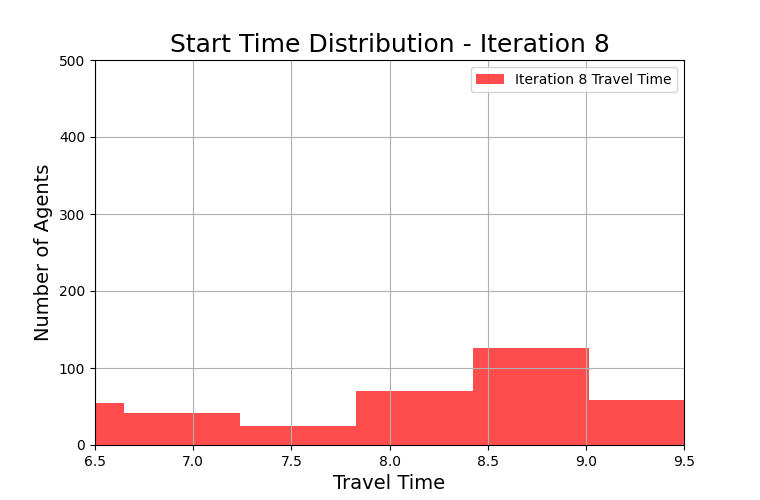 Start Time Distribution - Iteration 8
Iteration 8 Travel Time
Number of Agents
500
400
300
200
100
0
6.5 7.0 7.5 8.0 8.5 9.0 9.5
Travel Time